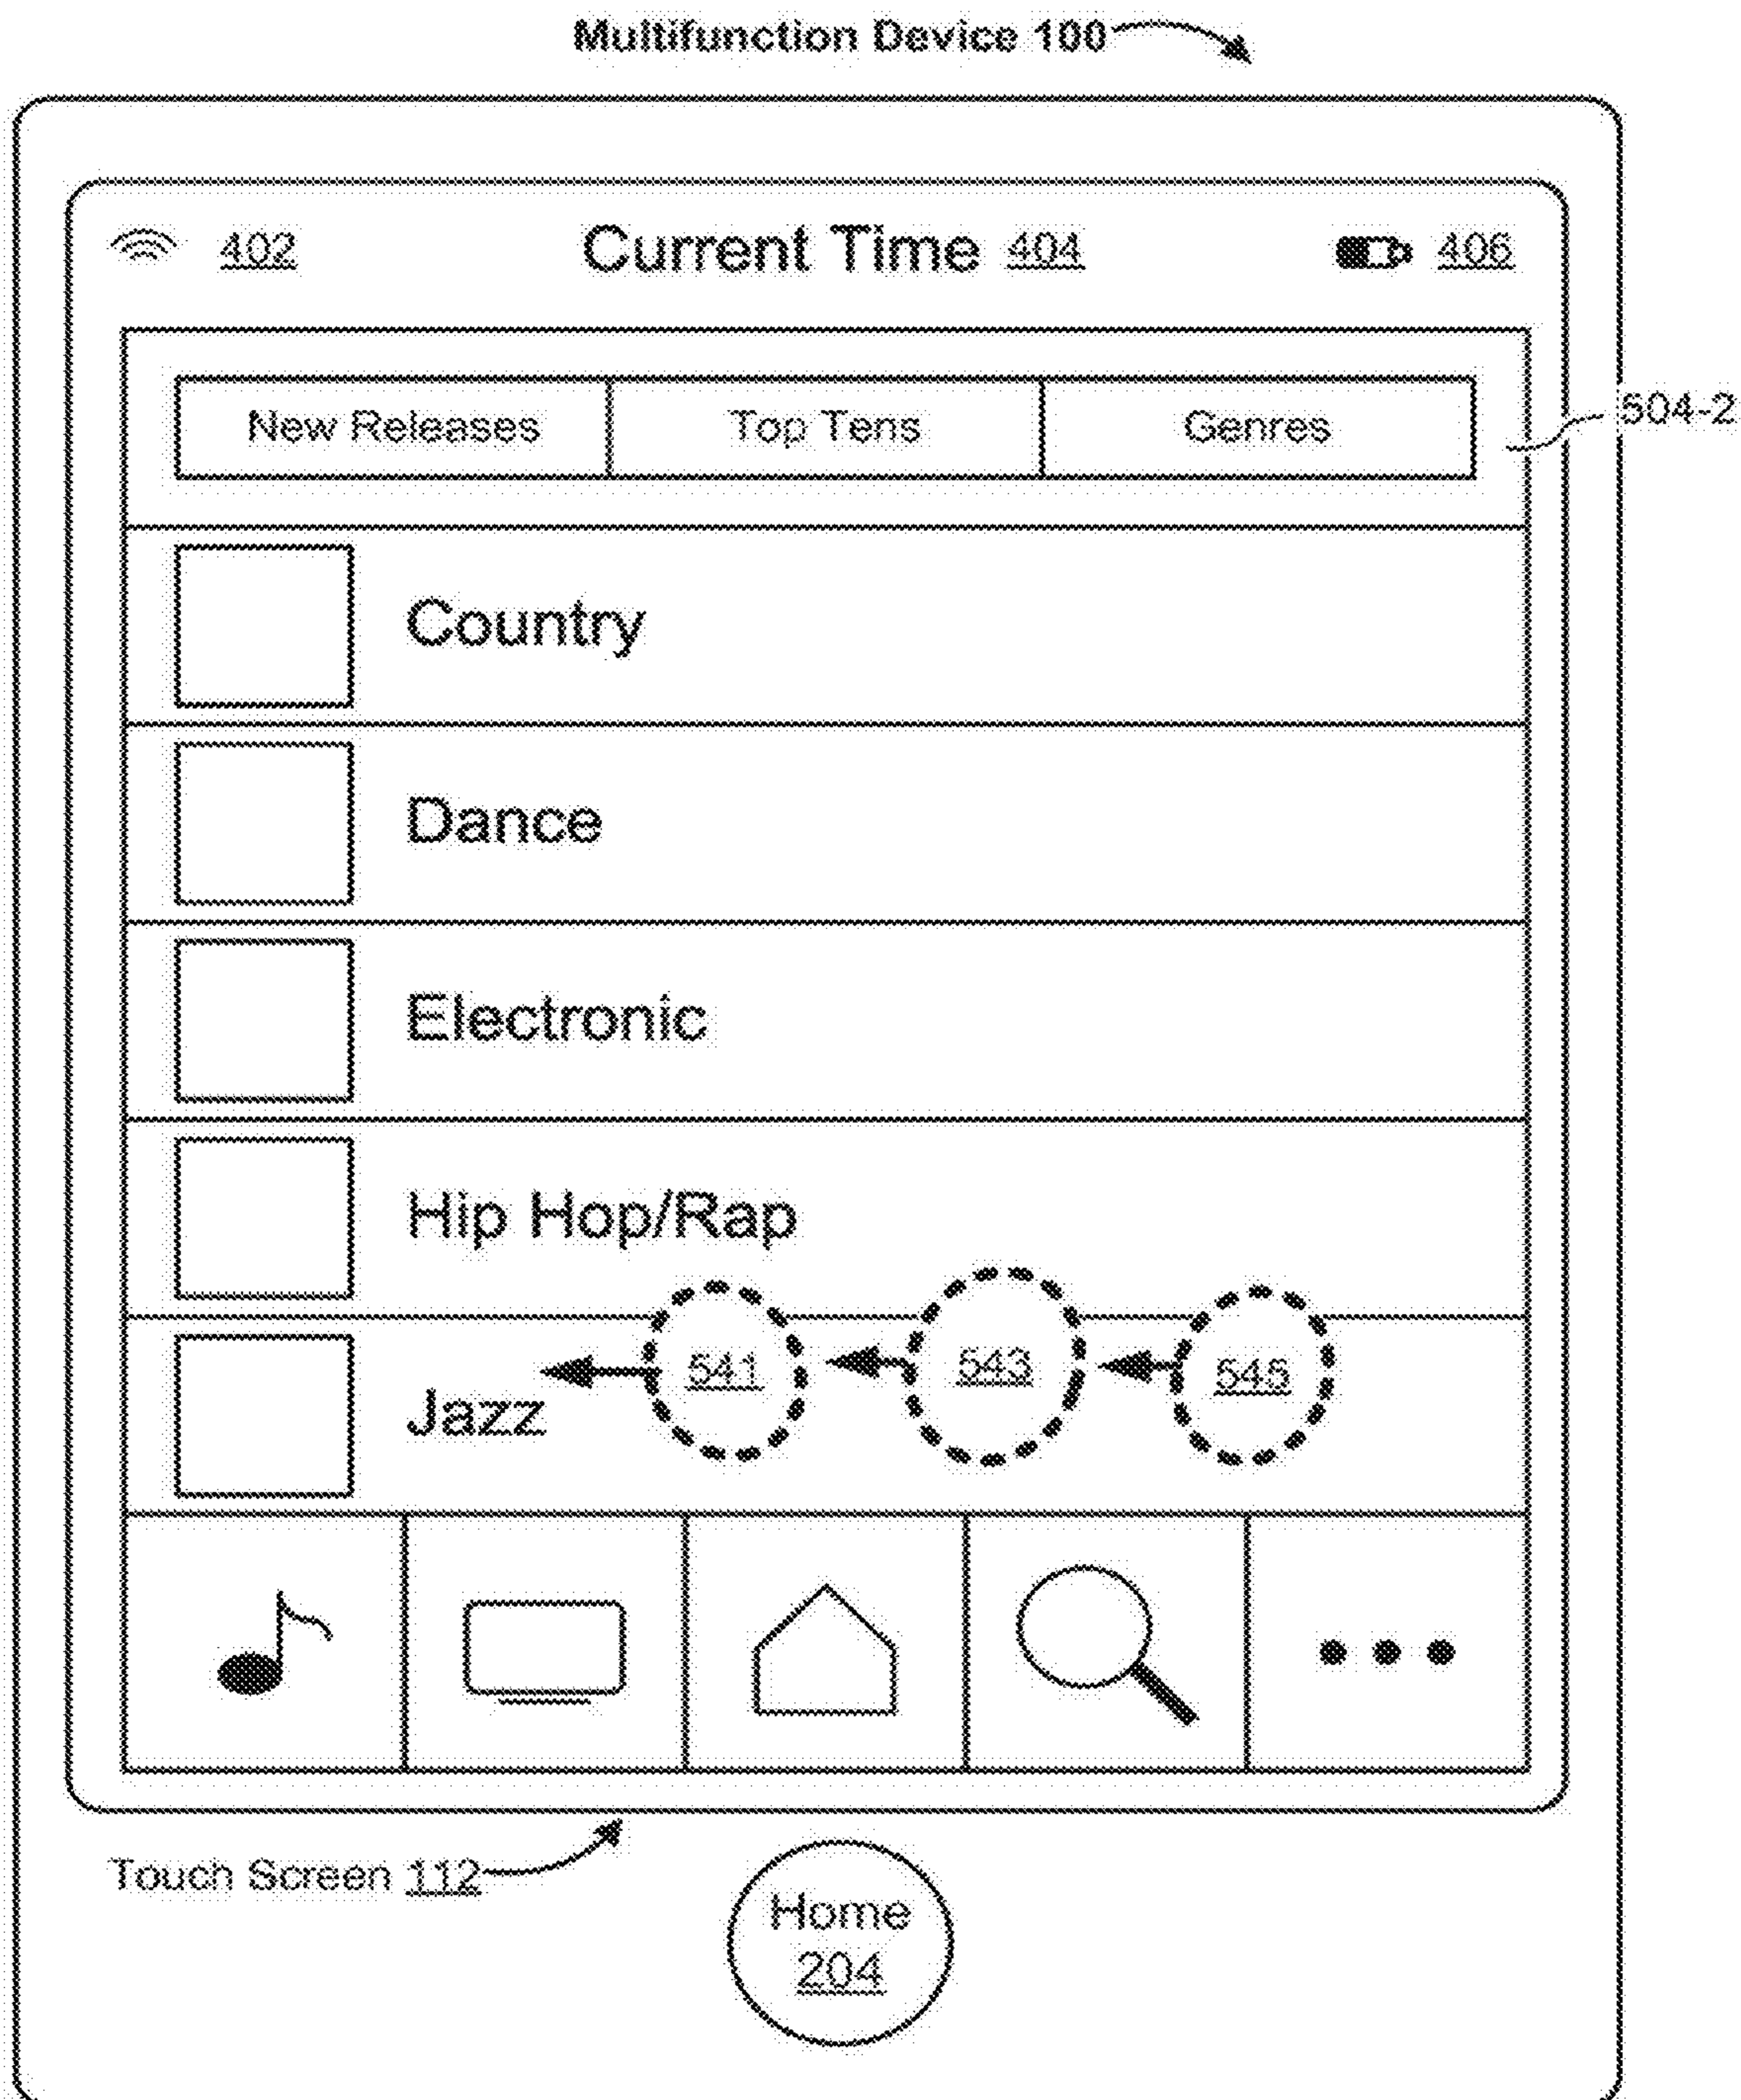 Multifunction Device 100
402 Current Time 404 406
New Releases Top Tens Genres
504-2
Country
Dance
Electronic
Hip Hop/Rap
541 543 545
Jazz
Touch Screen 112
Home
204